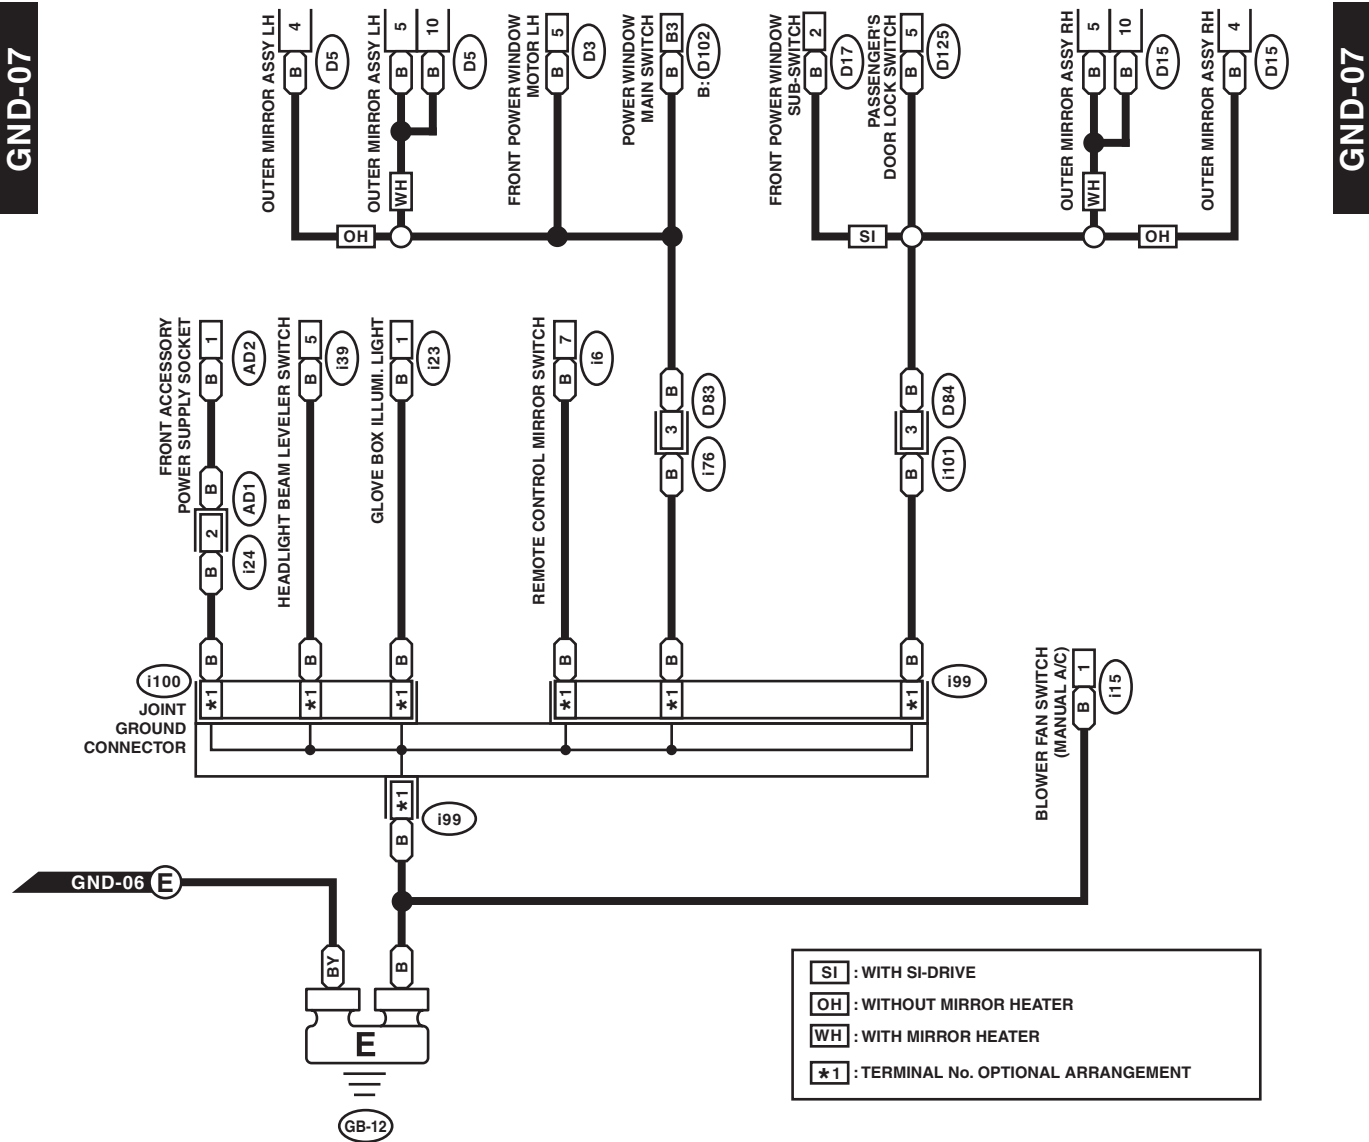 GND-07
GND-07
OUTER MIRROR ASSY LH
4
B
D5
OUTER MIRROR ASSY LH
5
10
B
B
D5
WH
OH
FRONT POWER WINDOW
MOTOR LH
5
B
D3
POWER WINDOW
MAIN SWITCH
B3
B
B: D102
FRONT POWER WINDOW
SUB-SWITCH
2
B
D17
SI
PASSENGER'S
DOOR LOCK SWITCH
5
B
D125
OUTER MIRROR ASSY RH
5
10
B
B
D15
WH
OH
OUTER MIRROR ASSY RH
4
B
D15
FRONT ACCESSORY
POWER SUPPLY SOCKET
1
B
AD2
B
AD1
2
B
i24
B
HEADLIGHT BEAM LEVELER SWITCH
5
B
i39
B
GLOVE BOX ILLUMI. LIGHT
1
B
i23
B
REMOTE CONTROL MIRROR SWITCH
7
B
i6
B
B
D83
3
B
i76
B
B
D84
3
B
i101
B
i100
*1
*1
*1
*1
*1
*1
i99
JOINT
GROUND
CONNECTOR
*1
B
i99
BLOWER FAN SWITCH
(MANUAL A/C)
1
B
i15
GND-06 E
BY
B
E
GB-12
SI : WITH SI-DRIVE
OH : WITHOUT MIRROR HEATER
WH : WITH MIRROR HEATER
*1 : TERMINAL No. OPTIONAL ARRANGEMENT